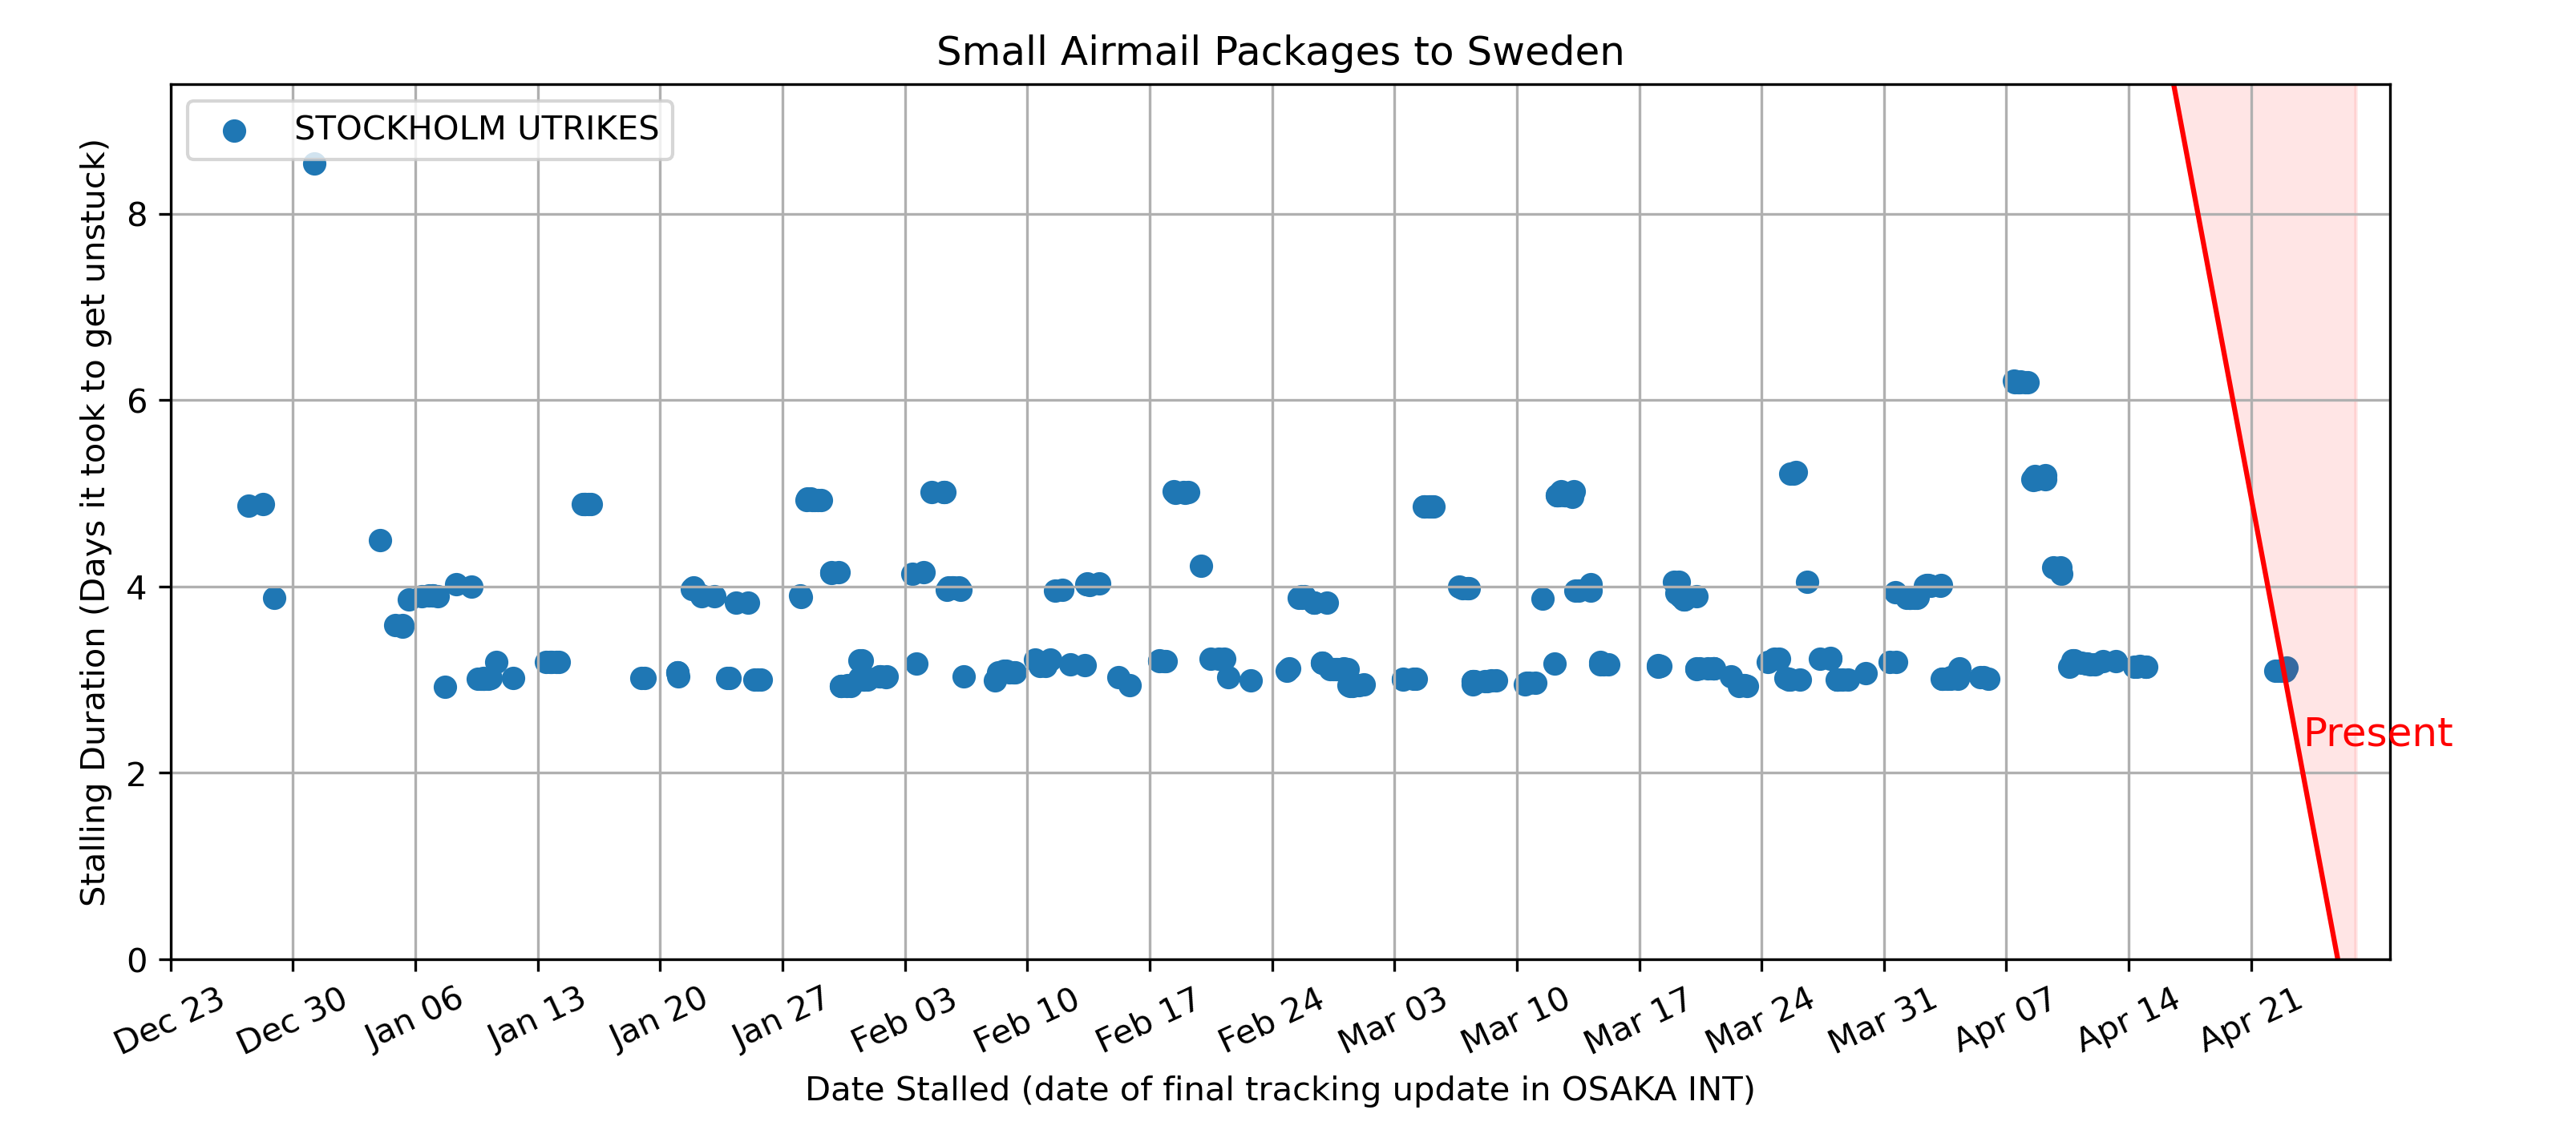 Small Airmail Packages to Sweden
STOCKHOLM UTRIKES
Stalling Duration (Days it took to get unstuck)
8
6
4
2
0
Present
Dec 23
Dec 30
Jan 06
Jan 13
Jan 20
Jan 27
Feb 03
Feb 10
Feb 17
Feb 24
Mar 03
Mar 10
Mar 17
Mar 24
Mar 31
Apr 07
Apr 14
Apr 21
Date Stalled (date of final tracking update in OSAKA INT)